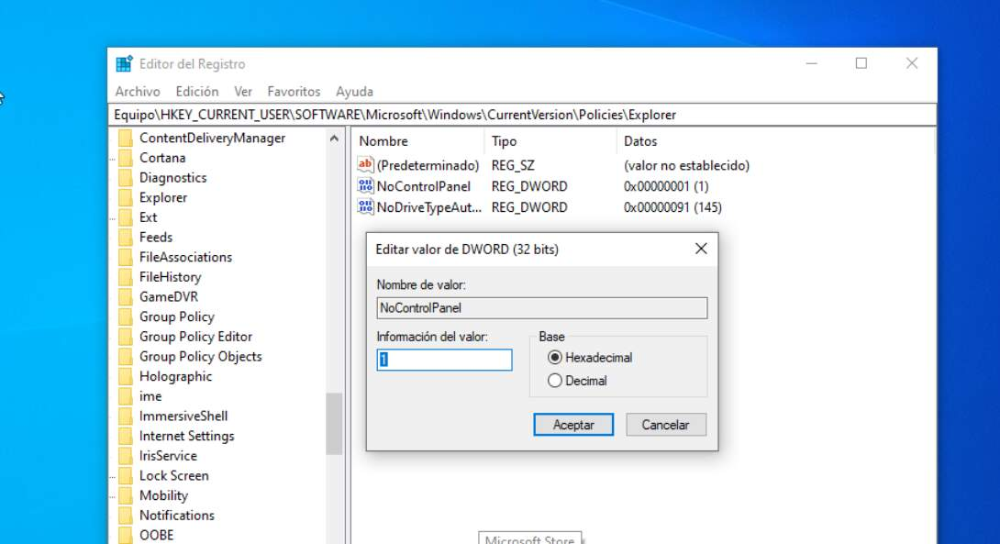 Editor del Registro
Archivo Edición Ver Favoritos Ayuda
Equipo\HKEY_CURRENT_USER\SOFTWARE\Microsoft\Windows\CurrentVersion\Policies\Explorer
ContentDeliveryManager
Cortana
Diagnostics
Explorer
Ext
Feeds
FileAssociations
FileHistory
GameDVR
Group Policy
Group Policy Editor
Group Policy Objects
Holographic
ime
ImmersiveShell
Internet Settings
IrisService
Lock Screen
Mobility
Notifications
OOBE
Nombre Tipo Datos
(Predeterminado) REG_SZ (valor no establecido)
NoControlPanel REG_DWORD 0x00000001 (1)
NoDriveTypeAut... REG_DWORD 0x00000091 (145)
Editar valor de DWORD (32 bits)
Nombre de valor:
NoControlPanel
Información del valor:
1
Base
Hexadecimal
Decimal
Aceptar Cancelar
Microsoft Store